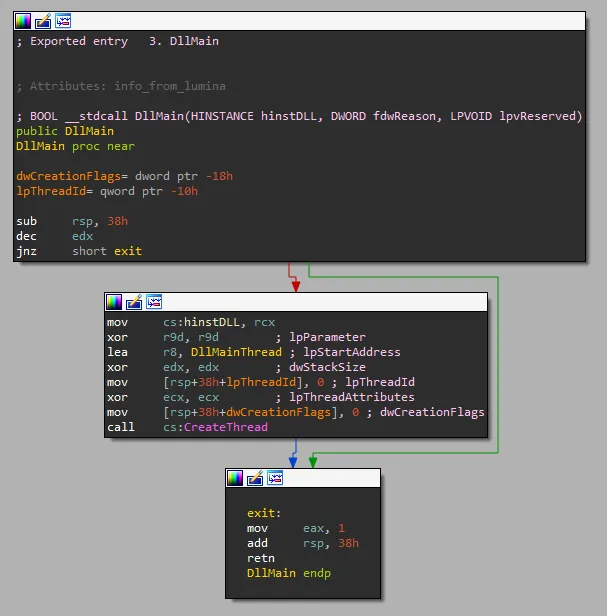 ; Exported entry   3. DllMain
; Attributes: info_from_lumina
; BOOL __stdcall DllMain(HINSTANCE hinstDLL, DWORD fdwReason, LPVOID lpvReserved)
public DllMain
DllMain proc near
dwCreationFlags= dword ptr -18h
lpThreadId= qword ptr -10h
sub     rsp, 38h
dec     edx
jnz     short exit
mov     cs:hinstDLL, rcx
xor     r9d, r9d        ; lpParameter
lea     r8, DllMainThread ; lpStartAddress
xor     edx, edx        ; dwStackSize
mov     [rsp+38h+lpThreadId], 0 ; lpThreadId
xor     ecx, ecx        ; lpThreadAttributes
mov     [rsp+38h+dwCreationFlags], 0 ; dwCreationFlags
call    cs:CreateThread
exit:
mov     eax, 1
add     rsp, 38h
retn
DllMain endp